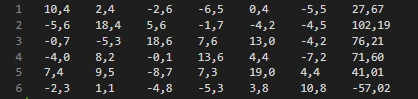 1 10,4 2,4 -2,6 -6,5 0,4 -5,5 27,67
2 -5,6 18,4 5,6 -1,7 -4,2 -4,5 102,19
3 -0,7 -5,3 18,6 7,6 13,0 -4,2 76,21
4 -4,0 8,2 -0,1 13,6 4,4 -7,2 71,60
5 7,4 9,5 -8,7 7,3 19,0 4,4 41,01
6 -2,3 1,1 -4,8 -5,3 3,8 10,8 -57,02